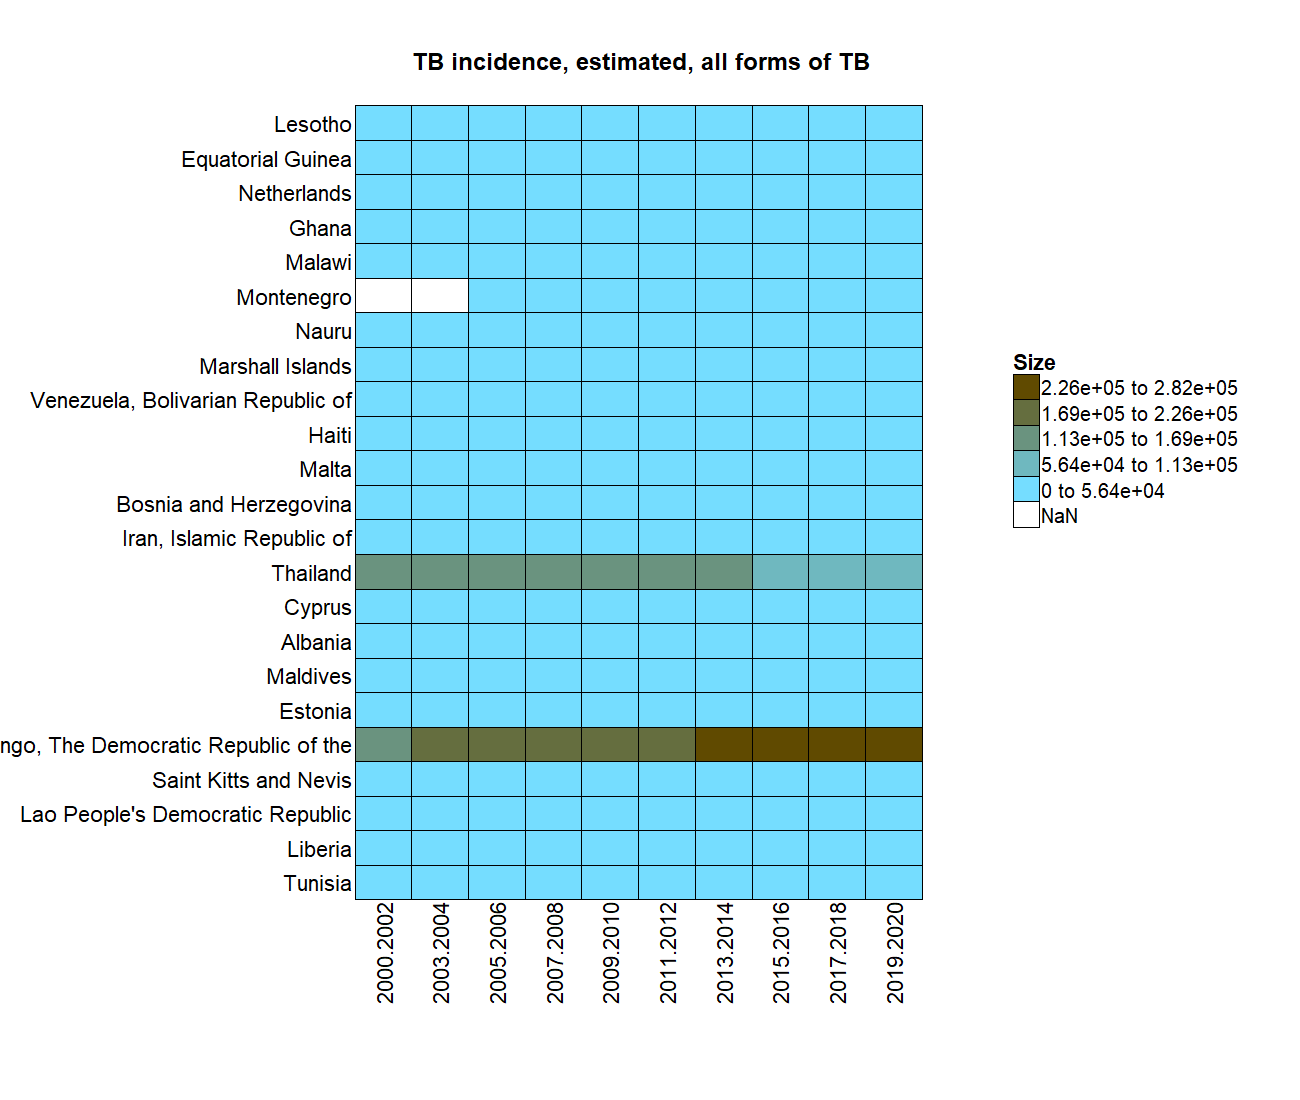 TB incidence, estimated, all forms of TB
Lesotho
Equatorial Guinea
Netherlands
Ghana
Malawi
Montenegro
Nauru
Marshall Islands
Venezuela, Bolivarian Republic of
Haiti
Malta
Bosnia and Herzegovina
Iran, Islamic Republic of
Thailand
Cyprus
Albania
Maldives
Estonia
ngo, The Democratic Republic of the
Saint Kitts and Nevis
Lao People's Democratic Republic
Liberia
Tunisia
2000.2002
2003.2004
2005.2006
2007.2008
2009.2010
2011.2012
2013.2014
2015.2016
2017.2018
2019.2020
Size
2.26e+05 to 2.82e+05
1.69e+05 to 2.26e+05
1.13e+05 to 1.69e+05
5.64e+04 to 1.13e+05
0 to 5.64e+04
NaN